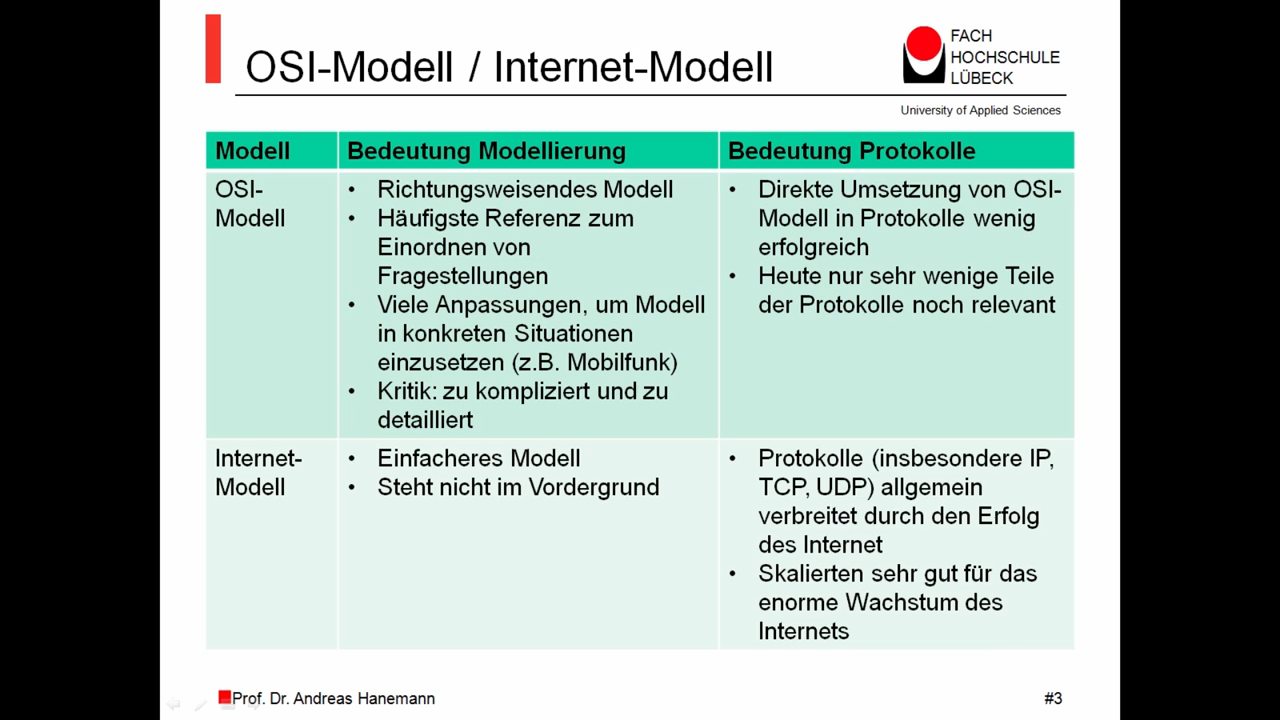 OSI-Modell / Internet-Modell
FACH
HOCHSCHULE
LÜBECK
University of Applied Sciences
Modell
Bedeutung Modellierung
Bedeutung Protokolle
OSI-
Modell
• Richtungsweisendes Modell
• Häufigste Referenz zum
Einordnen von
Fragestellungen
• Viele Anpassungen, um Modell
in konkreten Situationen
einzusetzen (z.B. Mobilfunk)
• Kritik: zu kompliziert und zu
detailliert
• Direkte Umsetzung von OSI-
Modell in Protokolle wenig
erfolgreich
• Heute nur sehr wenige Teile
der Protokolle noch relevant
Internet-
Modell
• Einfacheres Modell
• Steht nicht im Vordergrund
• Protokolle (insbesondere IP,
TCP, UDP) allgemein
verbreitet durch den Erfolg
des Internet
• Skalierten sehr gut für das
enorme Wachstum des
Internets
Prof. Dr. Andreas Hanemann
#3